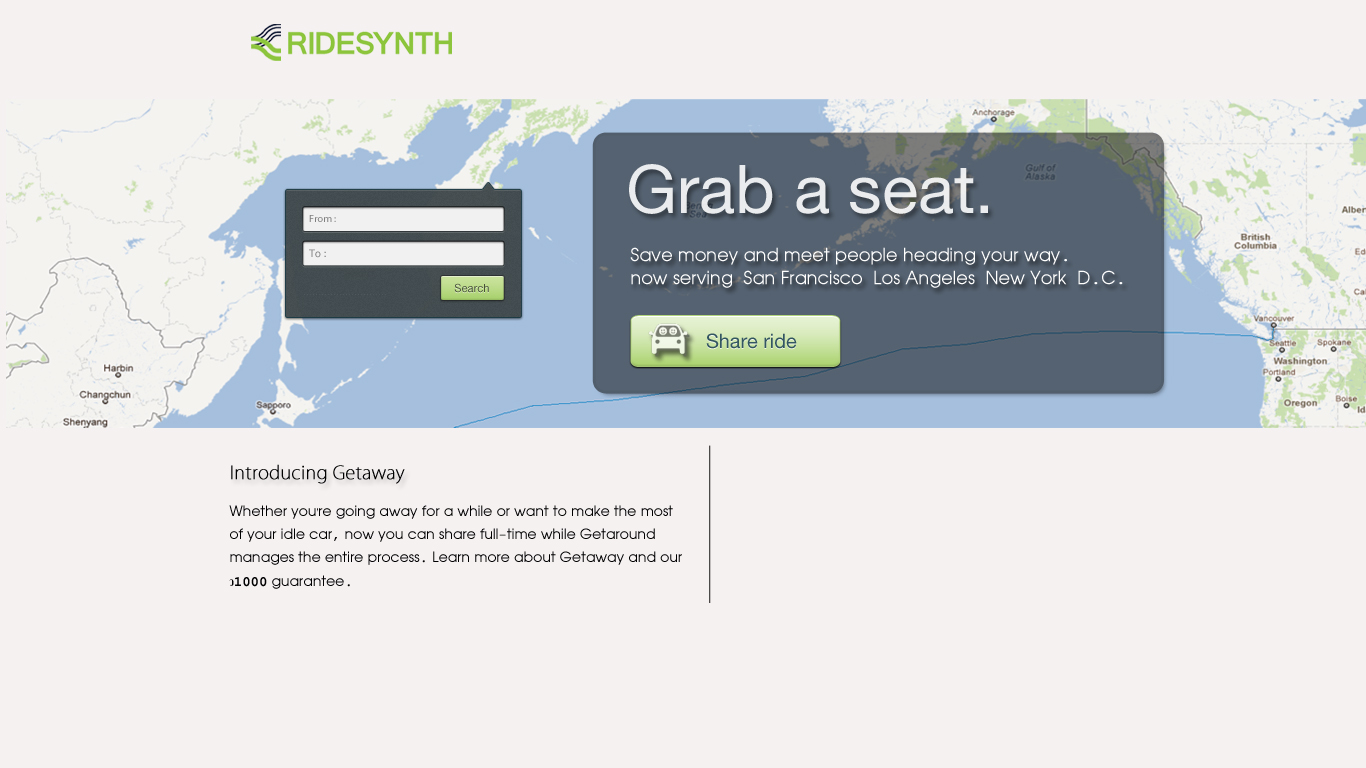 RIDESYNTH
Anchorage
Gulf of
Alaska
Grab a seat.
From:
To:
Search
Save money and meet people heading your way.
now serving San Francisco Los Angeles New York D.C.
Share ride
Alber
British
Columbia
Ed
Ca
Vancouver
Seattle
Spokane
Washington
Portland
Oregon
Boise
Id
Harbin
Changchun
Shenyang
Sapporo
Introducing Getaway
Whether you're going away for a while or want to make the most
of your idle car, now you can share full-time while Getaround
manages the entire process. Learn more about Getaway and our
1000 guarantee.